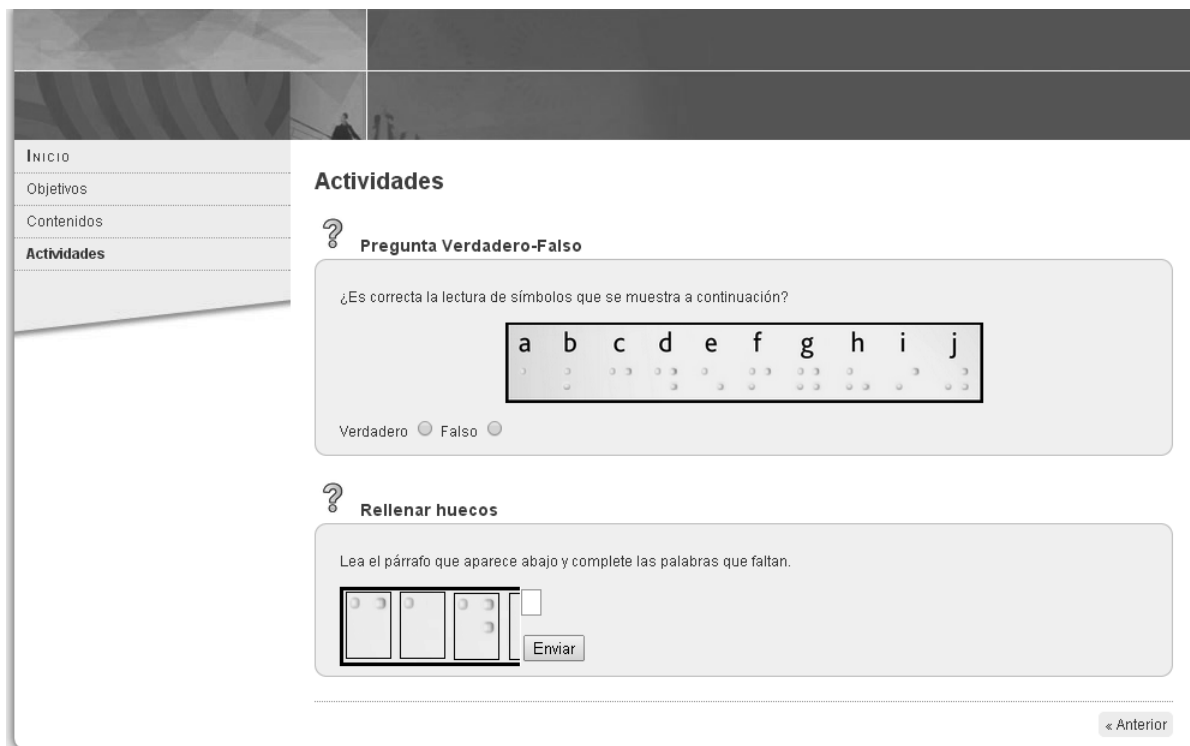 INICIO
Objetivos
Contenidos
Actividades
Actividades
Pregunta Verdadero-Falso
¿Es correcta la lectura de símbolos que se muestra a continuación?
a b c d e f g h i j
⠁ ⠃ ⠉ ⠙ ⠑ ⠋ ⠛ ⠓ ⠊ ⠚
Verdadero Falso
Rellenar huecos
Lea el párrafo que aparece abajo y complete las palabras que faltan.
⠉ ⠁ ⠙
Enviar
« Anterior